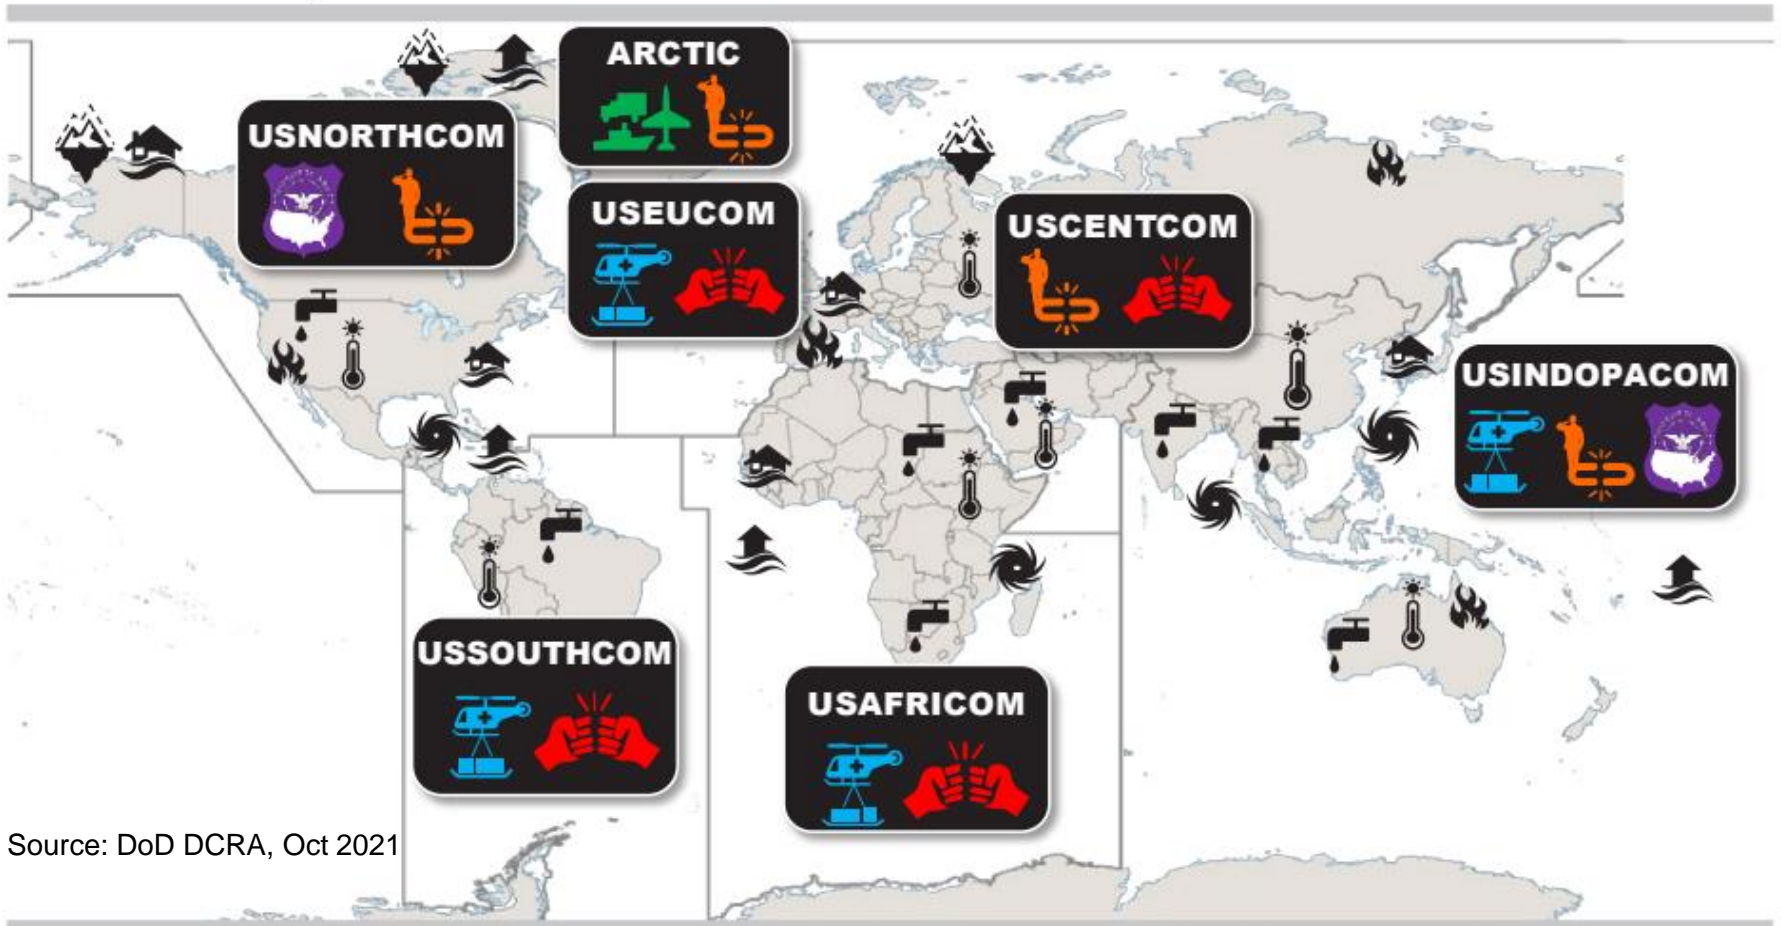 ARCTIC
USNORTHCOM
USEUCOM
USCENTCOM
USINDOPACOM
USSOUTHCOM
USAFRICOM
Source: DoD DCRA, Oct 2021